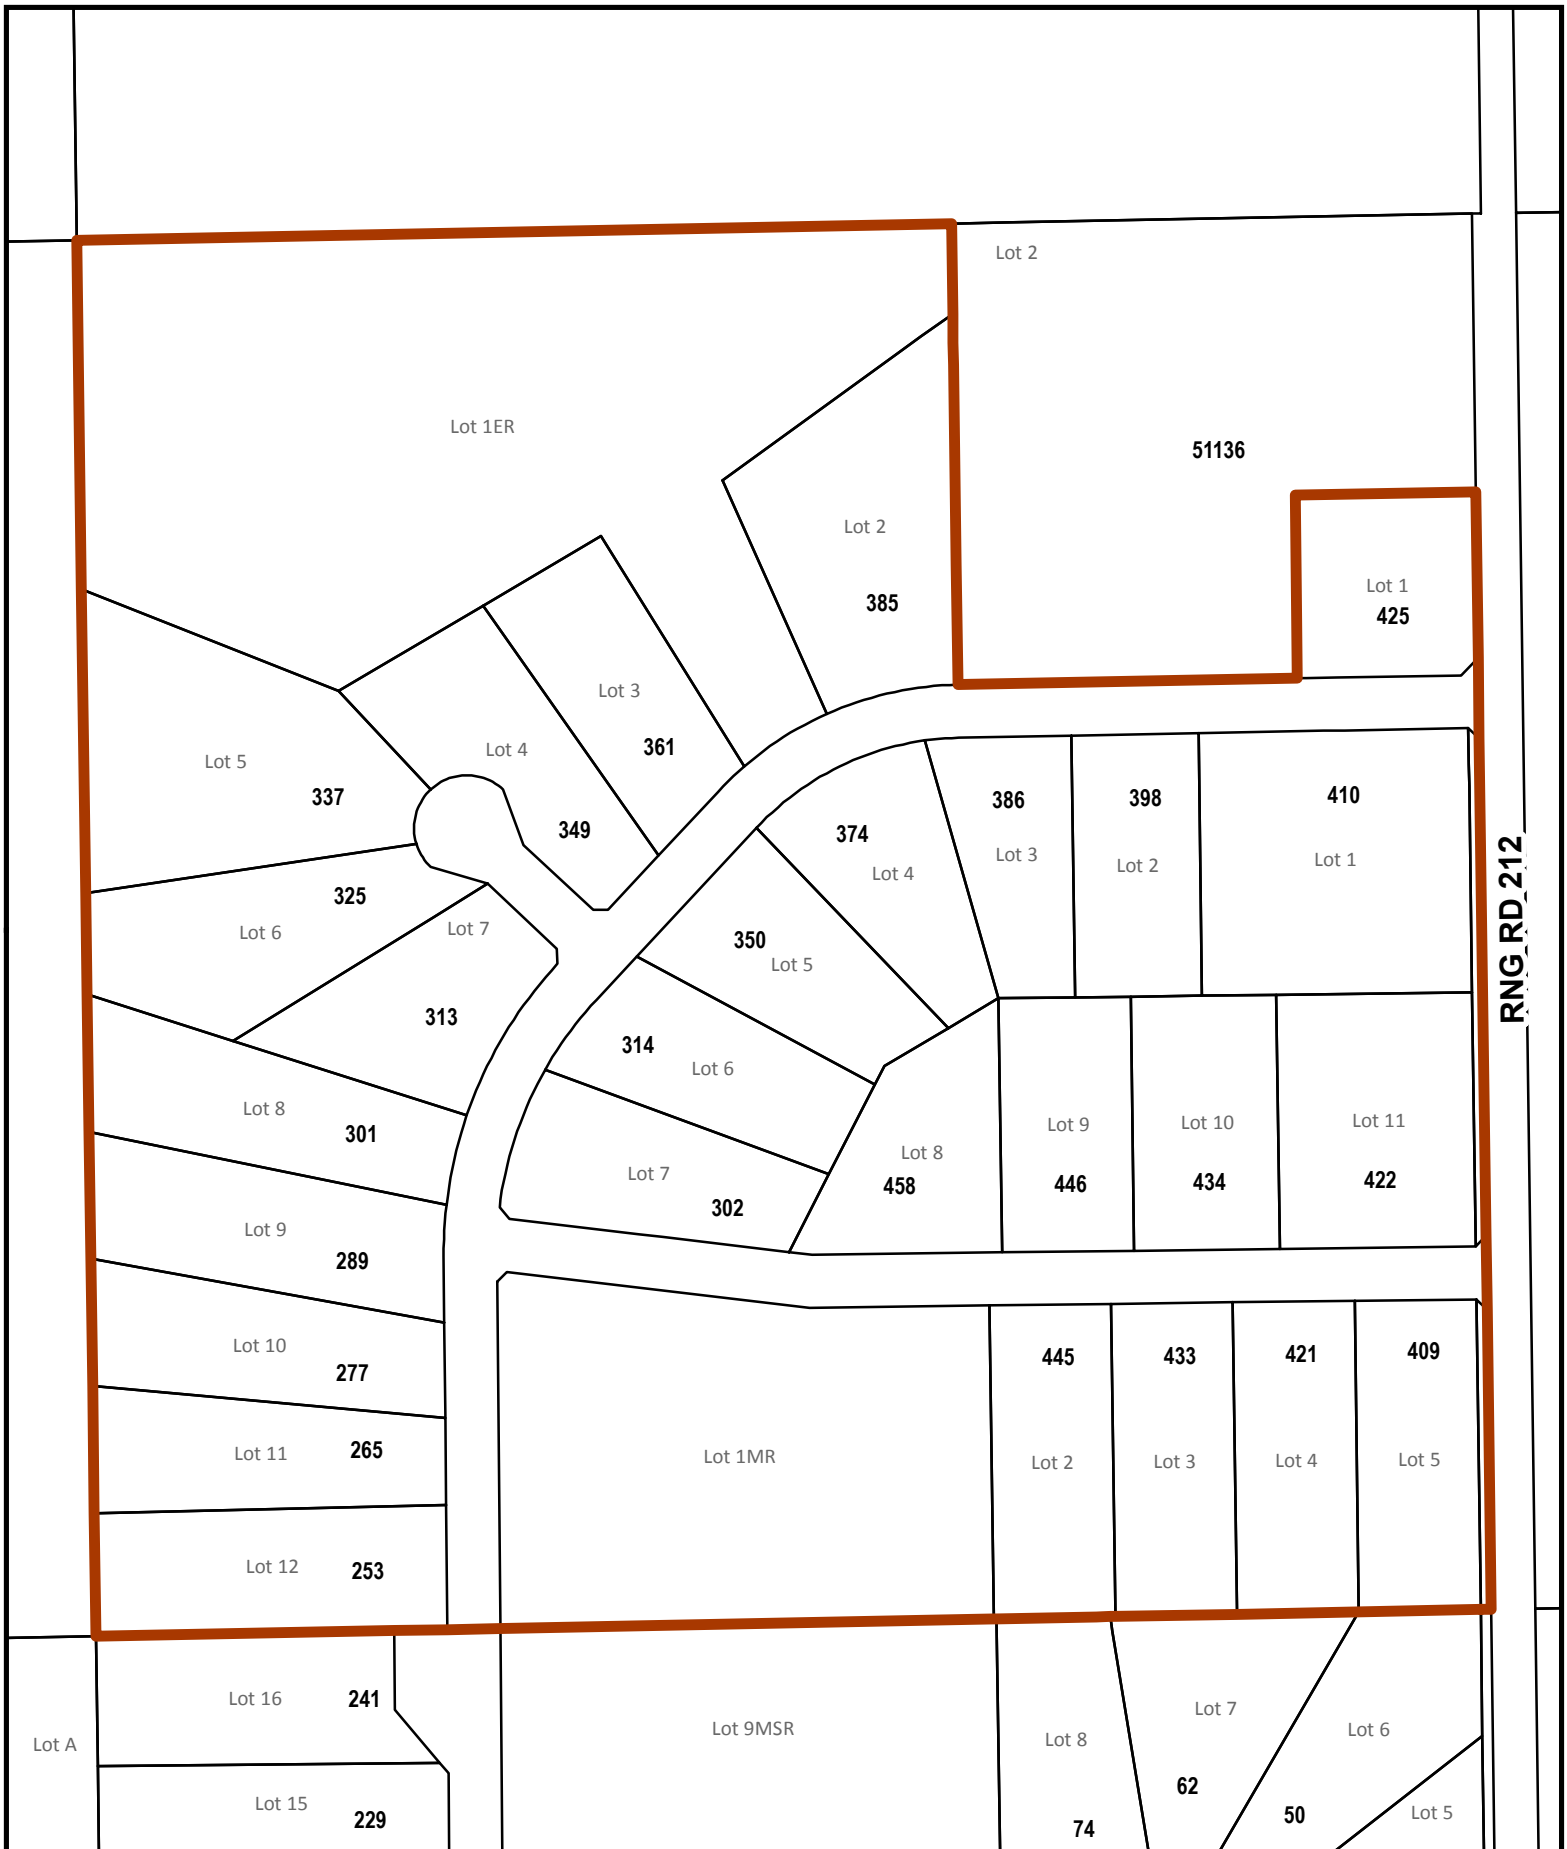 Lot 2
Lot 1ER
51136
Lot 2
385
Lot 1
425
Lot 3
361
Lot 4
349
Lot 5
337
386
Lot 3
398
Lot 2
410
Lot 1
374
Lot 4
RNG RD 212
325
Lot 6
Lot 7
313
350
Lot 5
314
Lot 6
Lot 8
301
Lot 7
302
Lot 8
458
Lot 9
446
Lot 10
434
Lot 11
422
Lot 9
289
Lot 10
277
445
433
421
409
Lot 11
265
Lot 1MR
Lot 2
Lot 3
Lot 4
Lot 5
Lot 12
253
Lot 16
241
Lot A
Lot 9MSR
Lot 8
74
Lot 7
62
Lot 6
50
Lot 5
Lot 15
229